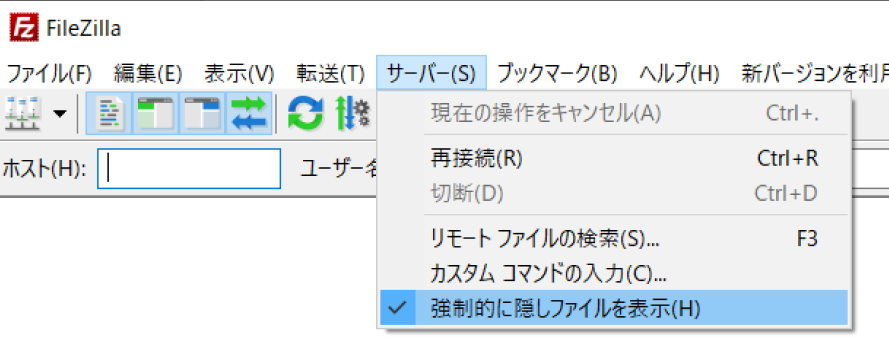 FileZilla
ファイル(F) 編集(E) 表示(V) 転送(T) サーバー(S) ブックマーク(B) ヘルプ(H) 新バージョンを利用
現在の操作をキャンセル(A) Ctrl+.
ホスト(H): ユーザー名
再接続(R) Ctrl+R
切断(D) Ctrl+D
リモート ファイルの検索(S)... F3
カスタム コマンドの入力(C)...
強制的に隠しファイルを表示(H)